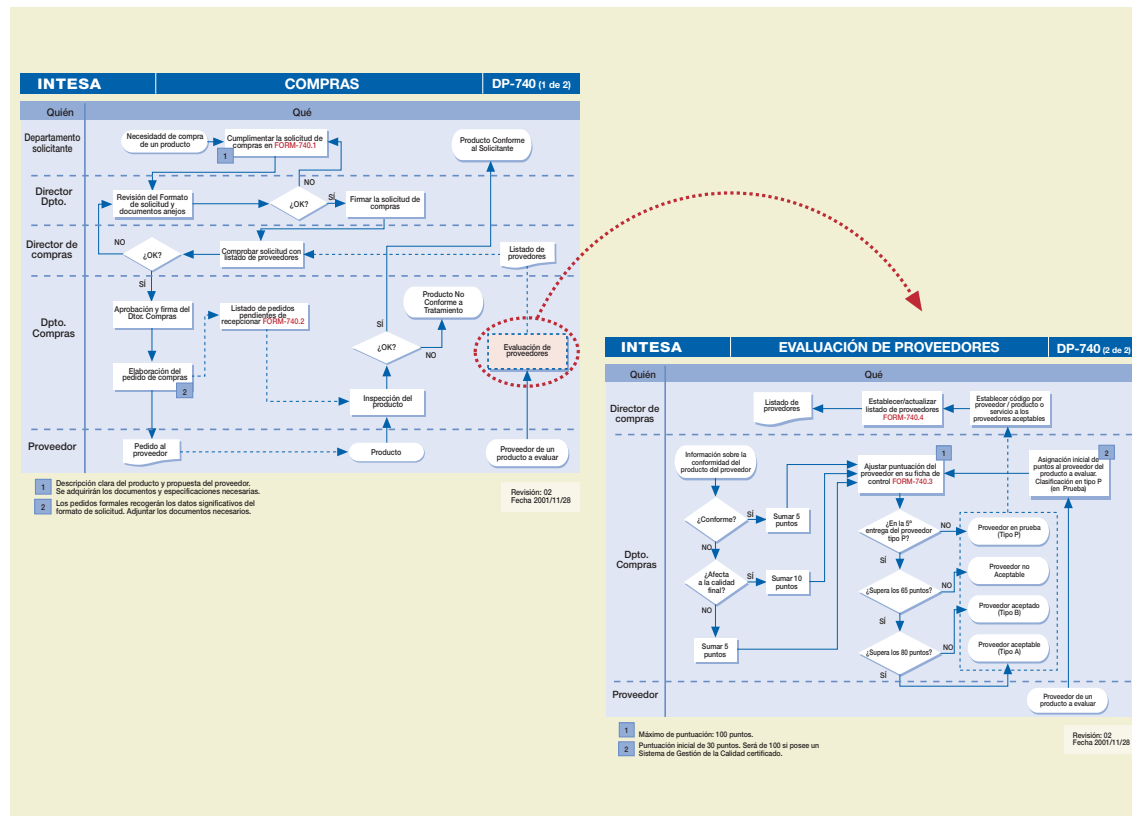 INTESA
COMPRAS
DP-740 (1 de 2)
Quién
Qué
Departamento
solicitante
Necesidadd de compra
de un producto
Cumplimentar la solicitud de
compras en FORM-740.1
1
Producto Conforme
al Solicitante
NO
Director
Dpto.
Revisión del Formato
de solicitud y
documentos anejos
¿OK?
SÍ
Firmar la solicitud de
compras
Director de
compras
NO
¿OK?
Comprobar solicitud con
listado de proveedores
Listado de
provedores
SÍ
Dpto.
Compras
Aprobación y firma del
Dtor. Compras
Listado de pedidos
pendientes de
recepcionar FORM-740.2
Producto No
Conforme a
Tratamiento
SÍ
¿OK?
NO
Evaluación de
proveedores
Elaboración del
pedido de compras
2
Inspección del
producto
Proveedor
Pedido al
proveedor
Producto
Proveedor de un
producto a evaluar
1
Descripción clara del producto y propuesta del proveedor.
Se adquirirán los documentos y especificaciones necesarias.
2
Los pedidos formales recogerán los datos significativos del
formato de solicitud. Adjuntar los documentos necesarios.
Revisión: 02
Fecha 2001/11/28
INTESA
EVALUACIÓN DE PROVEEDORES
DP-740 (2 de 2)
Quién
Qué
Director de
compras
Listado de
provedores
Establecer/actualizar
listado de proveedores
FORM-740.4
Establecer código por
proveedor / producto o
servicio a los
proveedores aceptables
Dpto.
Compras
Información sobre la
conformidad del
producto del proveedor
1
Ajustar puntuación del
proveedor en su ficha de
control FORM-740.3
2
Asignación inicial de
puntos al proveedor del
producto a evaluar.
Clasificación en tipo P
(en Prueba)
¿Conforme?
SÍ
Sumar 5
puntos
¿En la 5ª
entrega del proveedor
tipo P?
NO
Proveedor en prueba
(Tipo P)
NO
SÍ
¿Afecta
a la calidad
final?
SÍ
Sumar 10
puntos
¿Supera los 65 puntos?
NO
Proveedor no
Aceptable
NO
SÍ
Proveedor aceptado
(Tipo B)
Sumar 5
puntos
¿Supera los 80 puntos?
NO
Proveedor aceptable
(Tipo A)
SÍ
Proveedor
Proveedor de un
producto a evaluar
1
Máximo de puntuación: 100 puntos.
2
Puntuación inicial de 30 puntos. Será de 100 si posee un
Sistema de Gestión de la Calidad certificado.
Revisión: 02
Fecha 2001/11/28